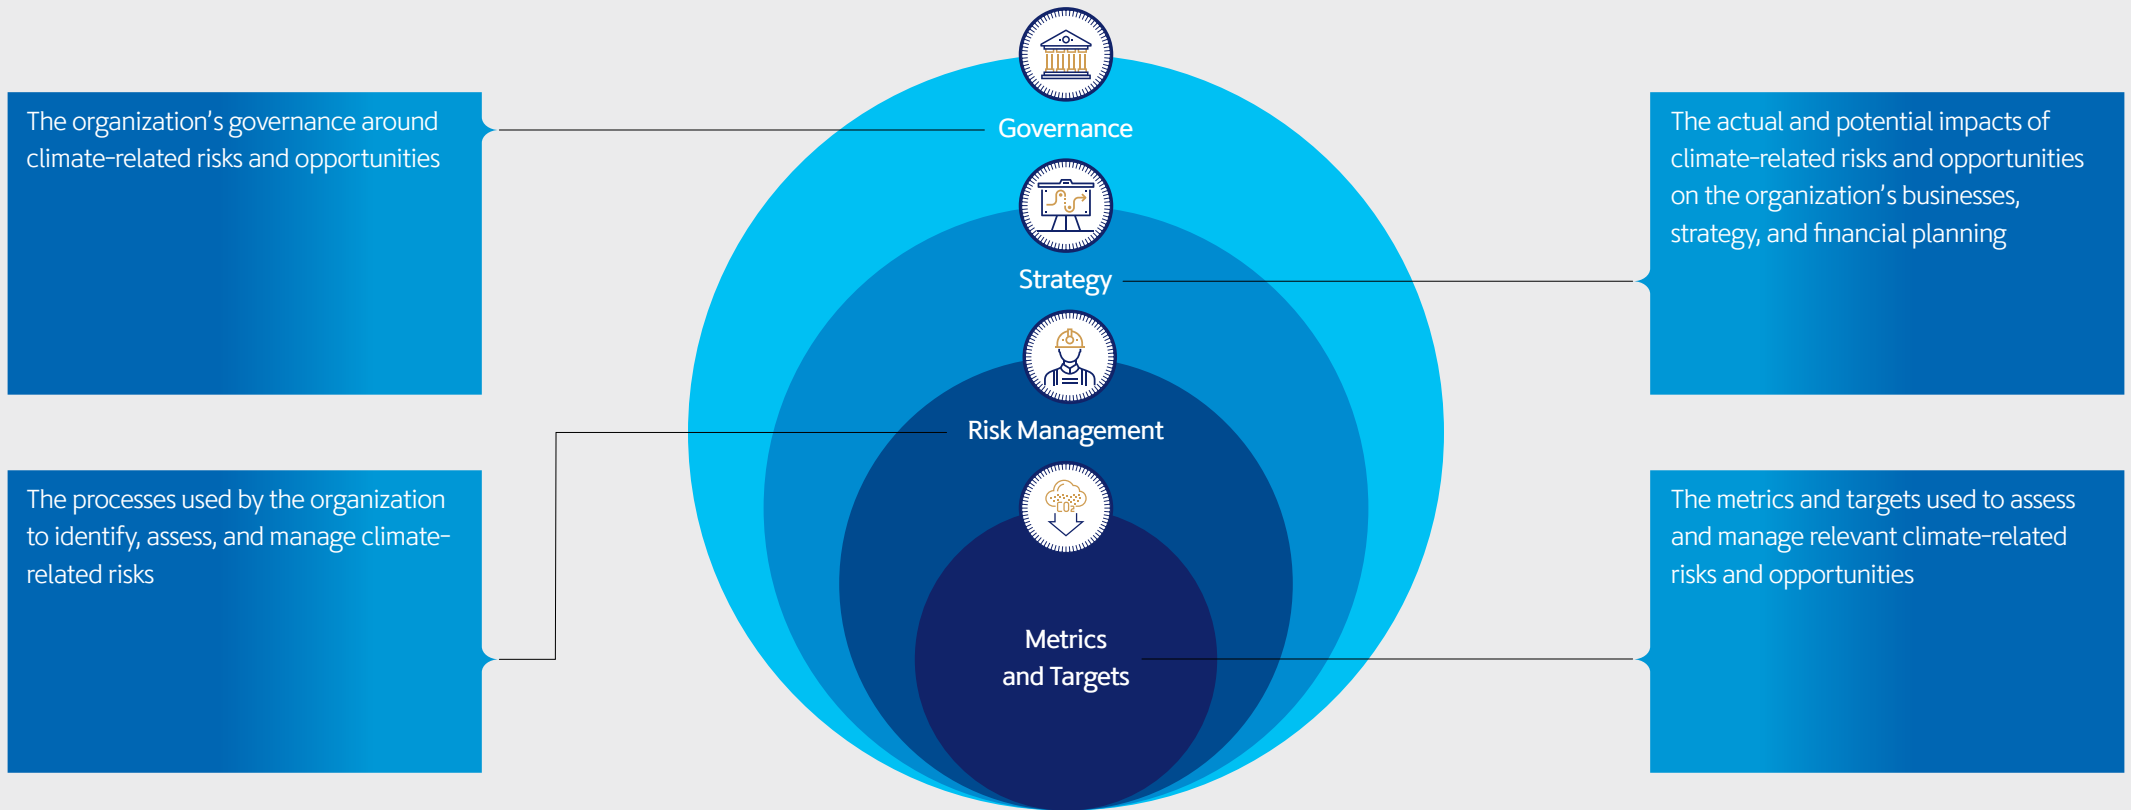 The organization’s governance around
climate-related risks and opportunities
The processes used by the organization
to identify, assess, and manage climate-
related risks
Governance
Strategy
Risk Management
CO₂
Metrics
and Targets
The actual and potential impacts of
climate-related risks and opportunities
on the organization’s businesses,
strategy, and financial planning
The metrics and targets used to assess
and manage relevant climate-related
risks and opportunities